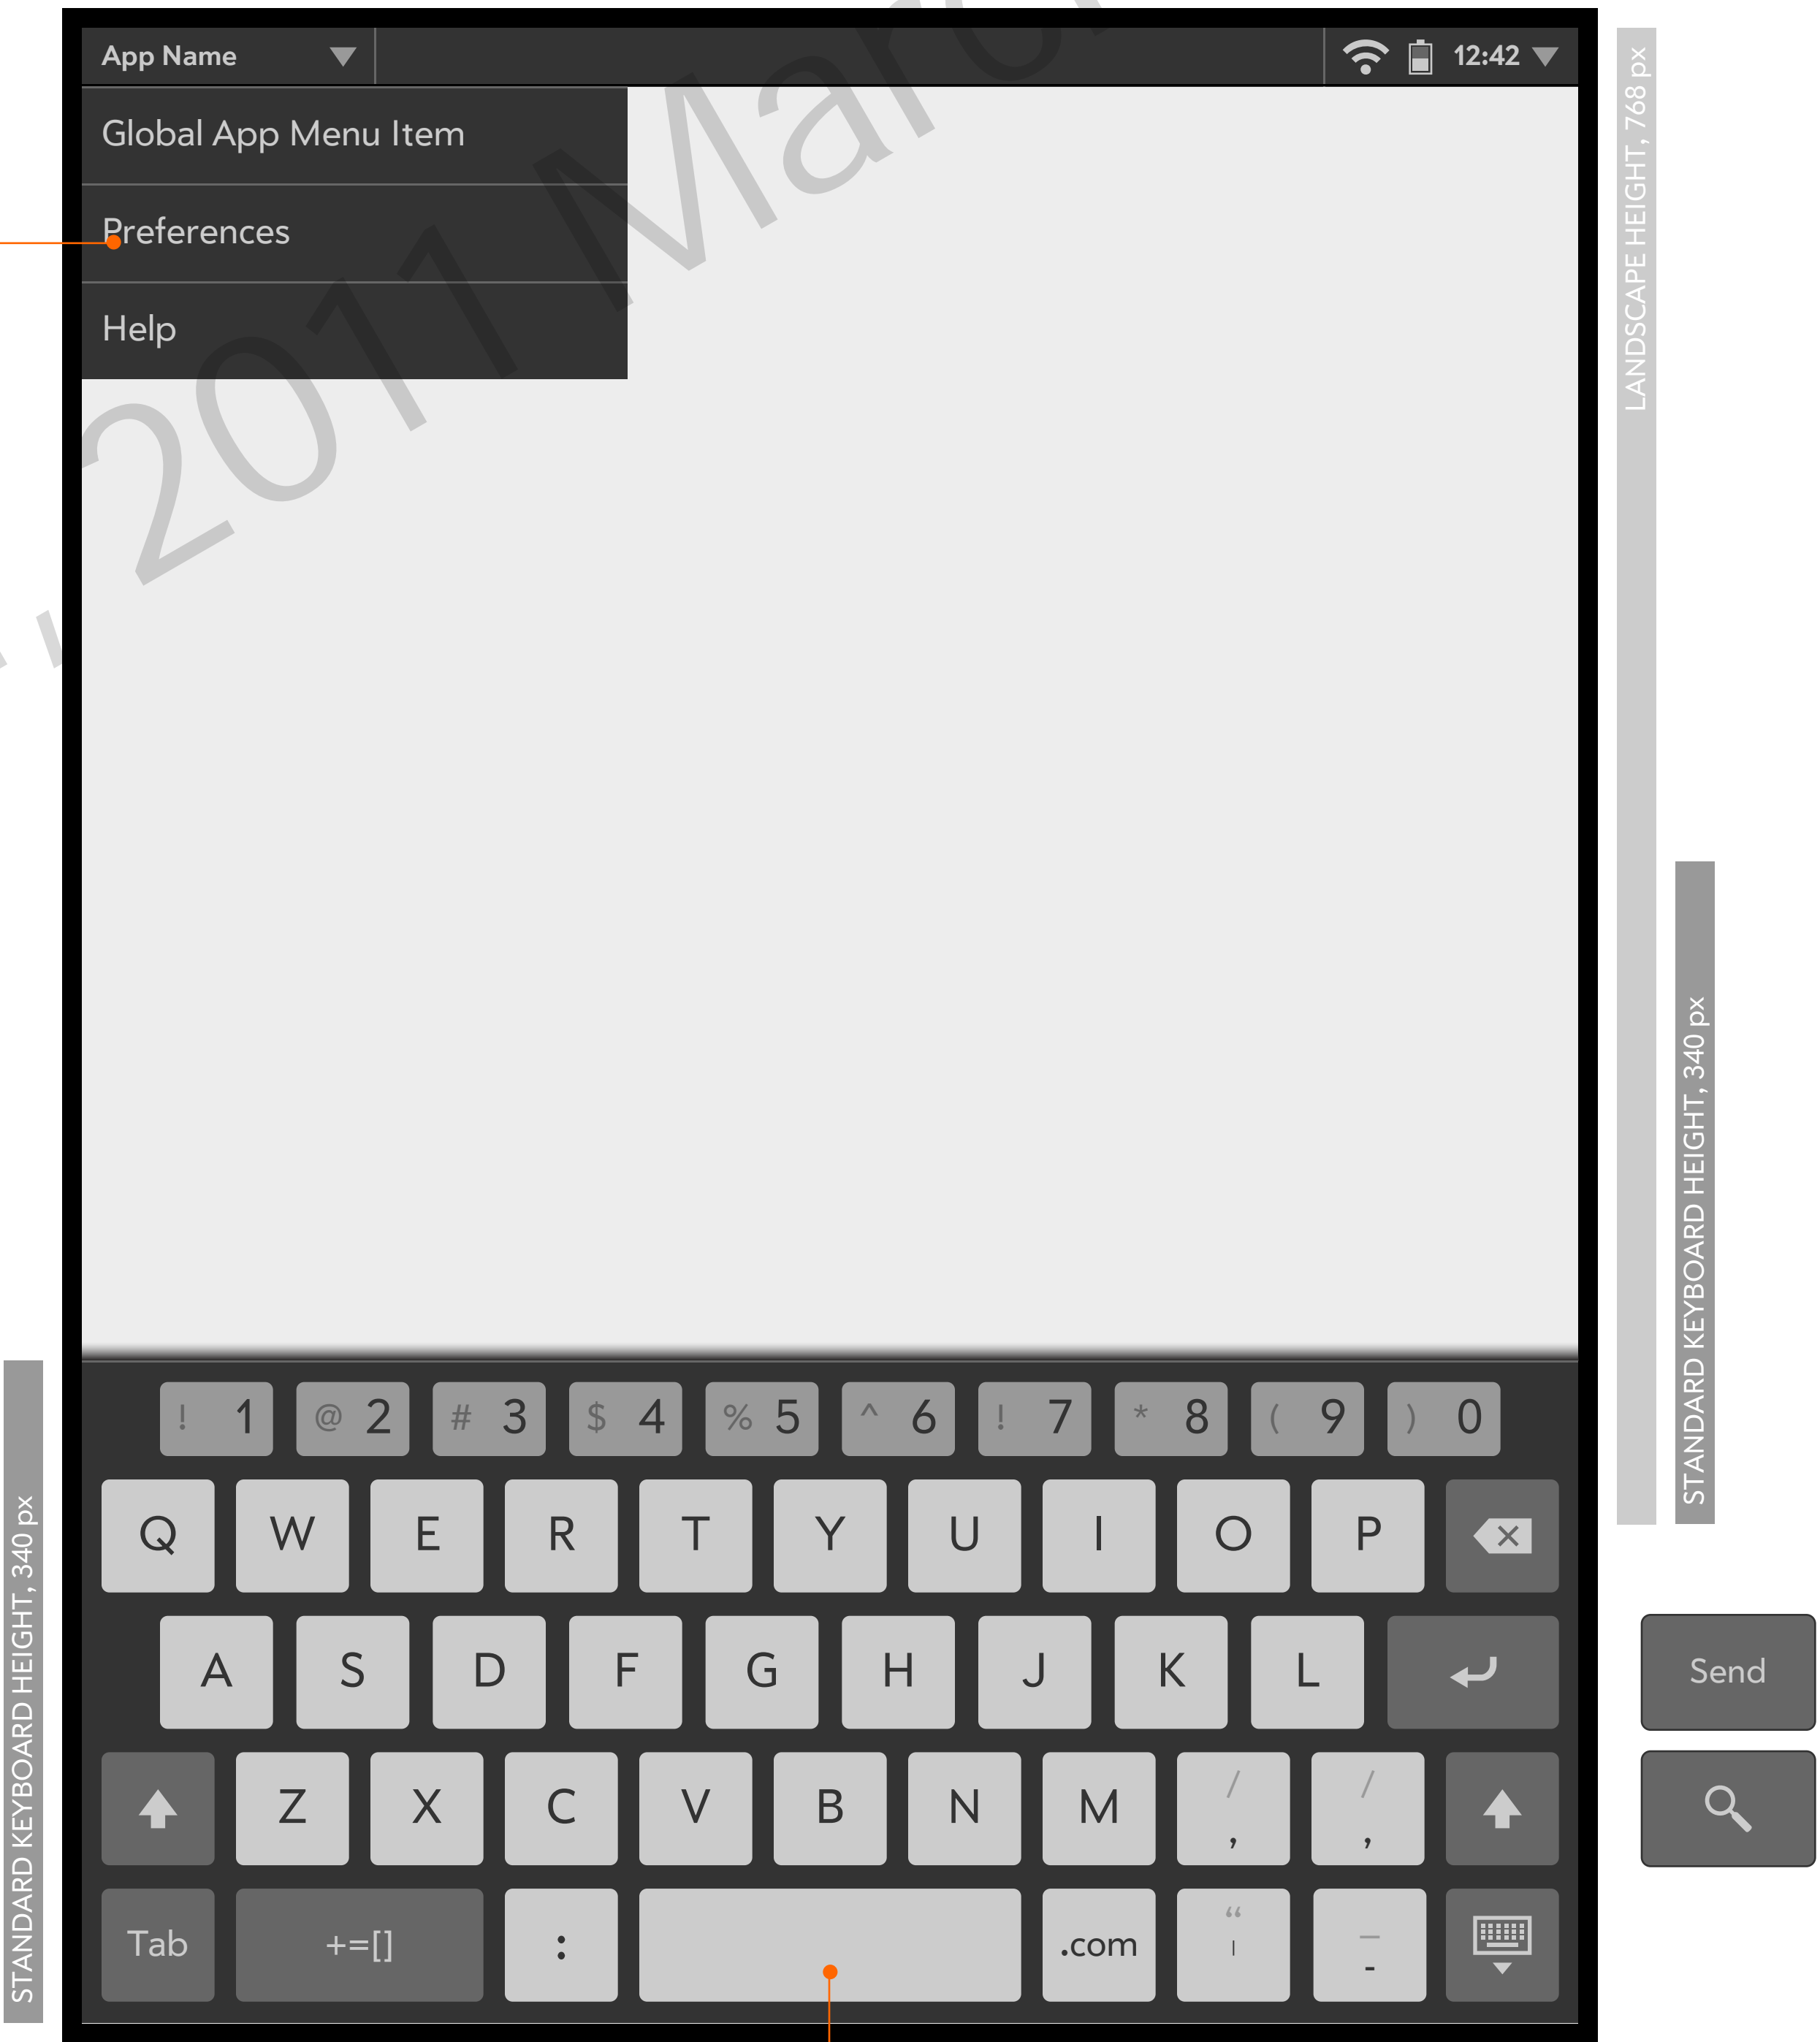 App Name
12:42
Global App Menu Item
Preferences
Help
2011 Mar
LANDSCAPE HEIGHT, 768 px
STANDARD KEYBOARD HEIGHT, 340 px
STANDARD KEYBOARD HEIGHT, 340 px
! 1 @ 2 # 3 $ 4 % 5 ^ 6 ! 7 * 8 ( 9 ) 0
Q W E R T Y U I O P
A S D F G H J K L
Send
Z X C V B N M / , / ,
Tab +=[] : .com “ ' _ -